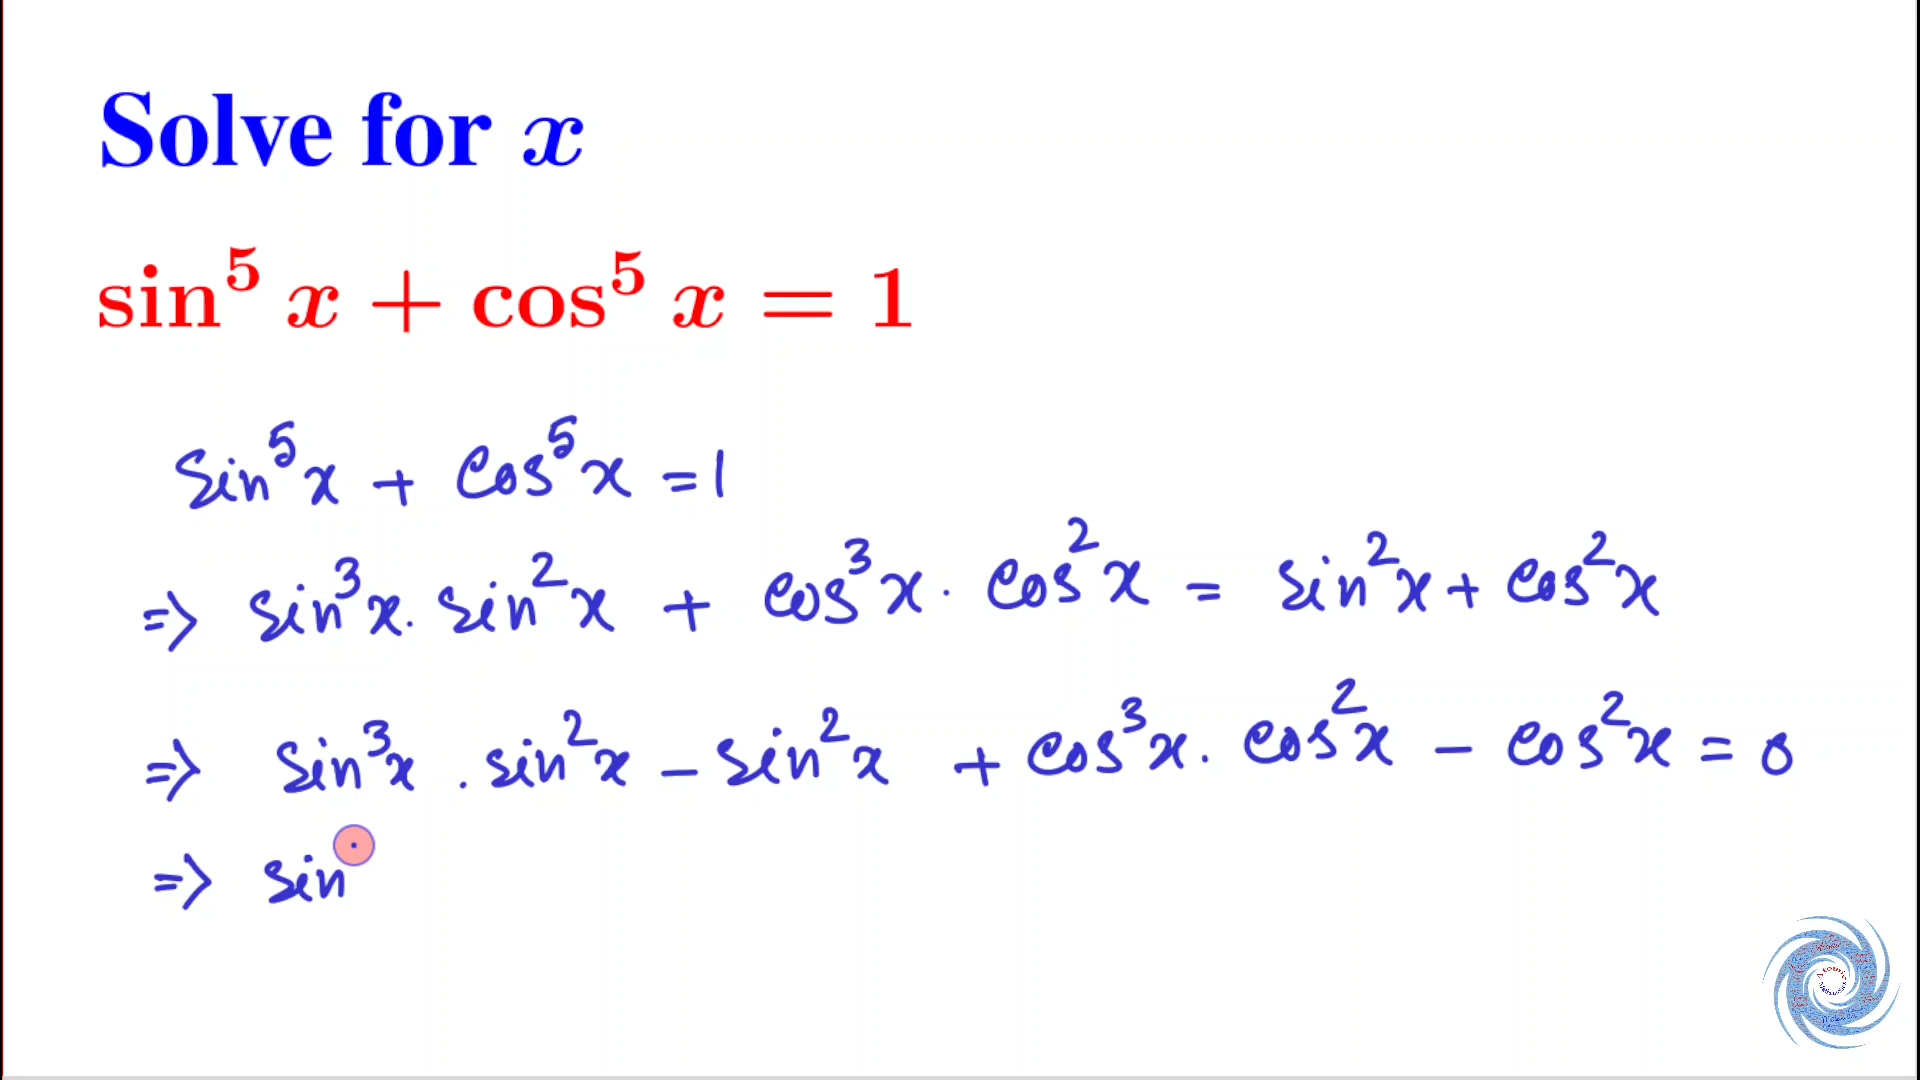 Solve for x
sin⁵ x + cos⁵ x = 1
Sin⁵x + Cos⁵x = 1
=> sin³x . sin²x + cos³x . cos²x = sin²x + cos²x
=> sin³x . sin²x - sin²x + cos³x . cos²x - cos²x = 0
=> sin